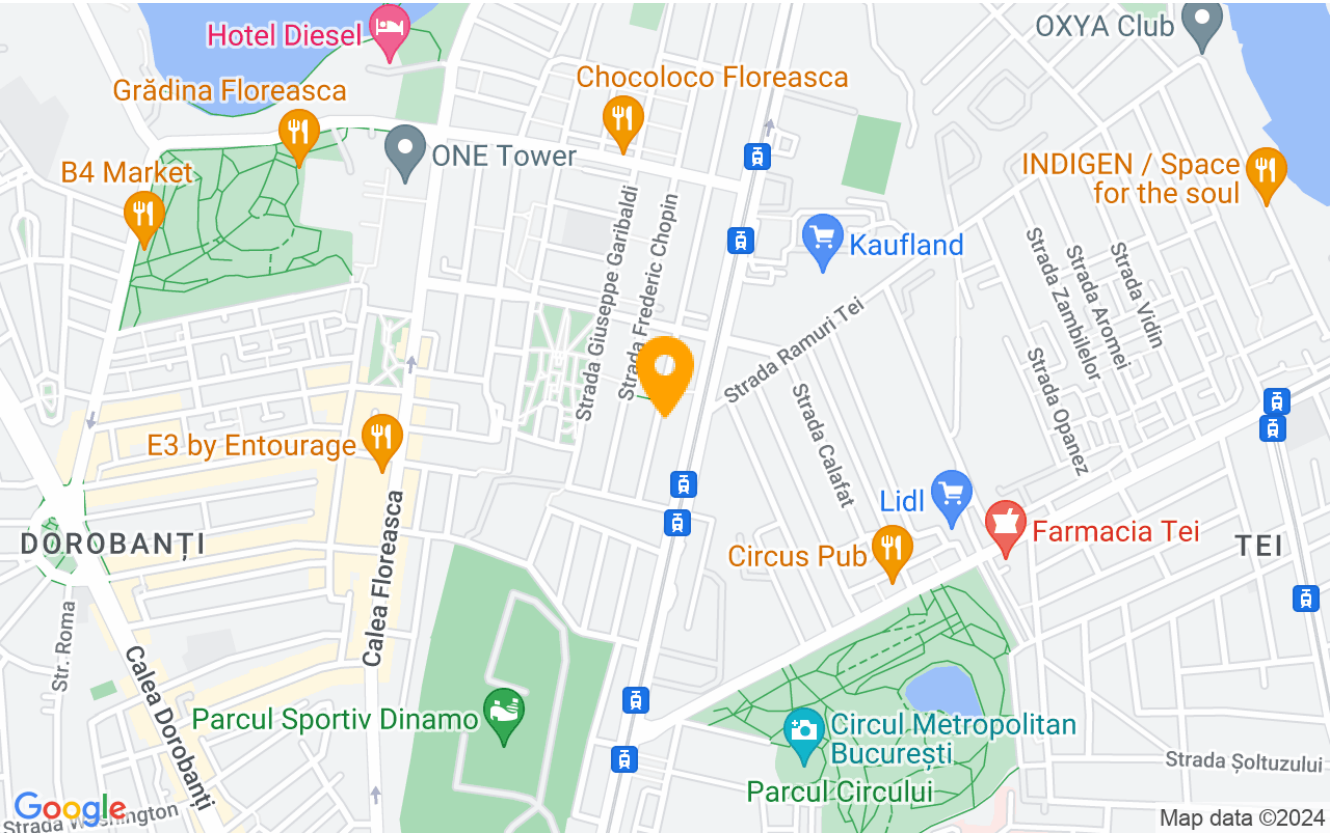 OXYA Club
Hotel Diesel
Chocoloco Floreasca
Grădina Floreasca
ONE Tower
B4 Market
INDIGEN / Space
for the soul
Strada Giuseppe Garibaldi
Strada Frederic Chopin
Kaufland
Strada Zambilelor
Strada Aromei
Strada Vidin
Strada Ramuri Tei
Strada Opanez
Strada Calafat
E3 by Entourage
Lidl
Farmacia Tei
Circus Pub
DOROBANȚI
TEI
Calea Floreasca
Str. Roma
Calea Dorobanți
Parcul Sportiv Dinamo
Circul Metropolitan
București
Parcul Circului
Strada Șoltuzului
Google
Strada Washington
Map data ©2024